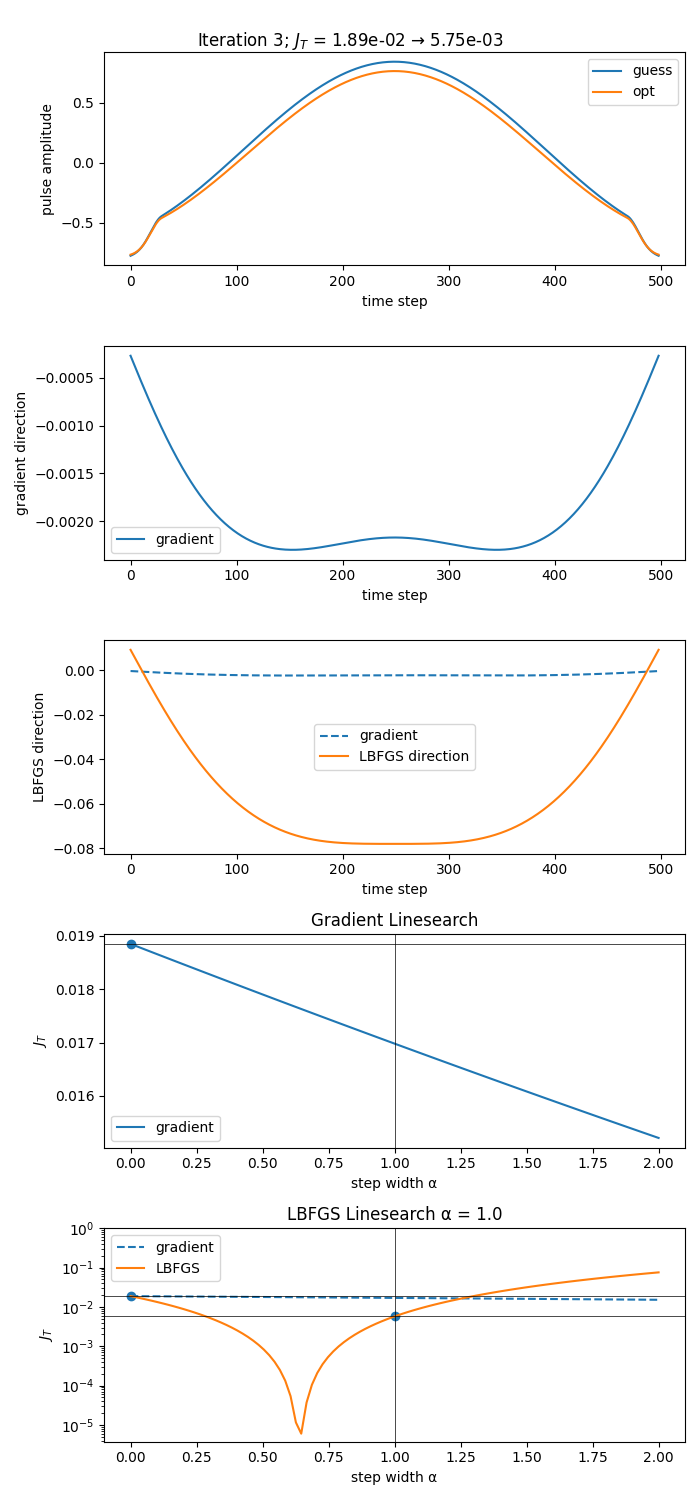 Iteration 3; J_T = 1.89e-02 → 5.75e-03
guess
opt
0.5
0.0
−0.5
pulse amplitude
0 100 200 300 400 500
time step
−0.0005
−0.0010
−0.0015
−0.0020
gradient direction
gradient
0 100 200 300 400 500
time step
0.00
−0.02
−0.04
−0.06
−0.08
LBFGS direction
gradient
LBFGS direction
0 100 200 300 400 500
time step
Gradient Linesearch
0.019
0.018
0.017
0.016
J_T
gradient
0.00 0.25 0.50 0.75 1.00 1.25 1.50 1.75 2.00
step width α
LBFGS Linesearch α = 1.0
gradient
LBFGS
10⁰
10⁻¹
10⁻²
10⁻³
10⁻⁴
10⁻⁵
J_T
0.00 0.25 0.50 0.75 1.00 1.25 1.50 1.75 2.00
step width α